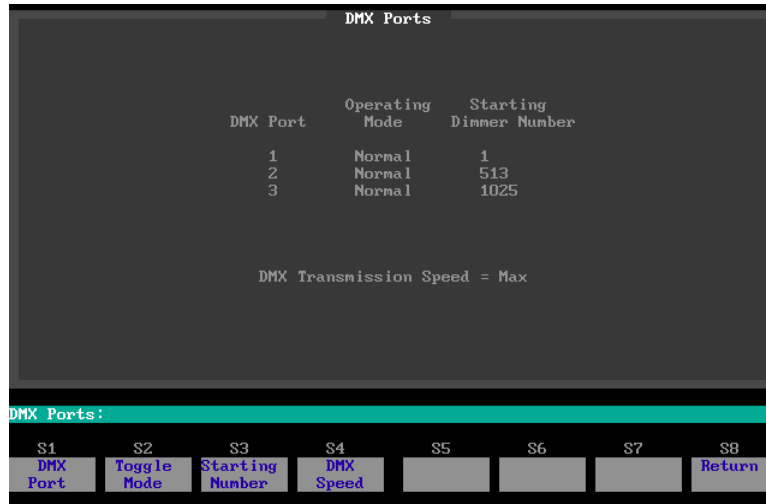 DMX Ports
Operating Starting
DMX Port Mode Dimmer Number
1 Normal 1
2 Normal 513
3 Normal 1025
DMX Transmission Speed = Max
DMX Ports:
S1 S2 S3 S4 S5 S6 S7 S8
DMX Toggle Starting DMX Return
Port Mode Number Speed